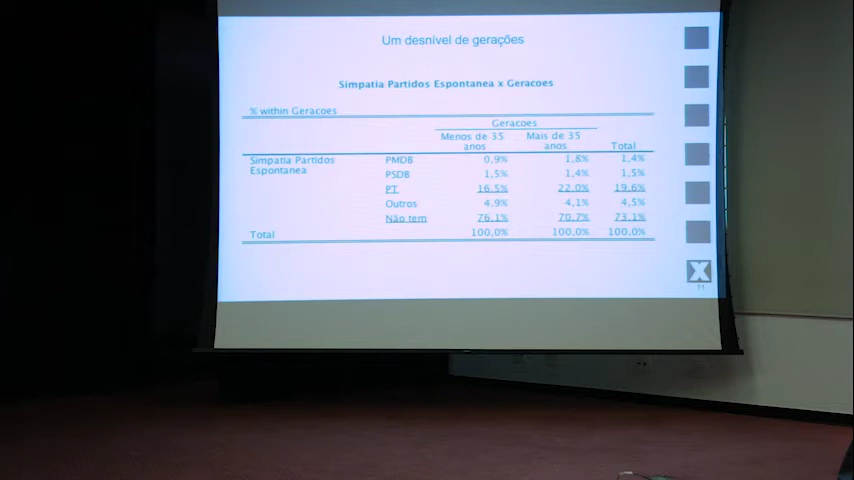 Um desnível de gerações
Simpatia Partidos Espontanea x Geracoes
% within Geracoes
Geracoes
Menos de 35 anos Mais de 35 anos Total
Simpatia Partidos Espontanea PMDB 0,9% 1,8% 1,4%
PSDB 1,5% 1,4% 1,5%
PT 16,5% 22,0% 19,6%
Outros 4,9% 4,1% 4,5%
Não tem 76,1% 70,7% 73,1%
Total 100,0% 100,0% 100,0%
X
11